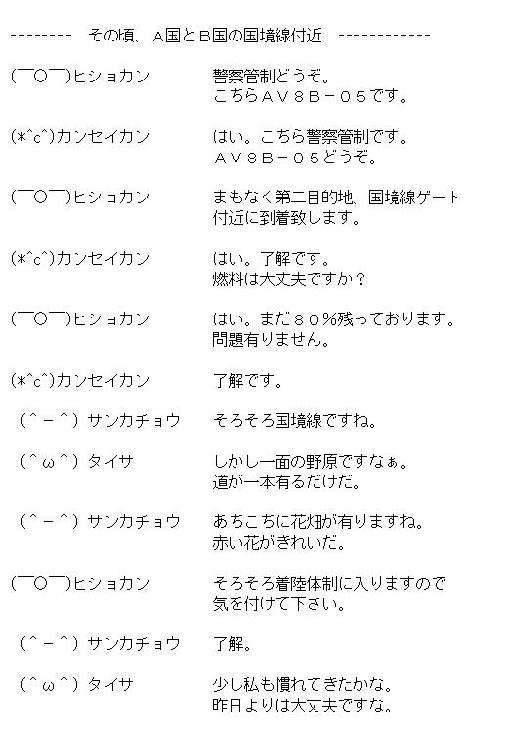 -------- その頃、A国とB国の国境線付近 ------------
(￣○￣)ヒショカン 警察管制どうぞ。
こちらAV8B－05です。
(*^c^)カンセイカン はい。こちら警察管制です。
AV8B－05どうぞ。
(￣○￣)ヒショカン まもなく第二目的地、国境線ゲート
付近に到着致します。
(*^c^)カンセイカン はい。了解です。
燃料は大丈夫ですか？
(￣○￣)ヒショカン はい。まだ80％残っております。
問題有りません。
(*^c^)カンセイカン 了解です。
（＾－＾）サンカチョウ そろそろ国境線ですね。
（＾ω＾）タイサ しかし一面の野原ですなぁ。
道が一本有るだけだ。
（＾－＾）サンカチョウ あちこちに花畑が有りますね。
赤い花がきれいだ。
(￣○￣)ヒショカン そろそろ着陸体制に入りますので
気を付けて下さい。
（＾－＾）サンカチョウ 了解。
（＾ω＾）タイサ 少し私も慣れてきたかな。
昨日よりは大丈夫ですな。